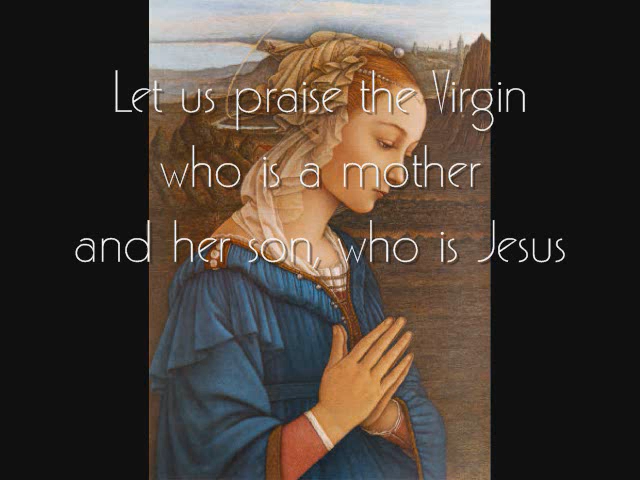 Let us praise the Virgin
who is a mother
and her son, who is Jesus